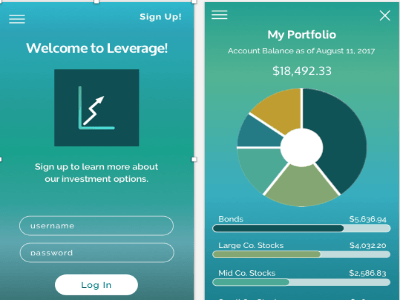 Sign Up!
Welcome to Leverage!
Sign up to learn more about
our investment options.
username
password
Log In
My Portfolio
Account Balance as of August 11, 2017
$18,492.33
Bonds $5,636.94
Large Co. Stocks $4,032.20
Mid Co. Stocks $2,586.83